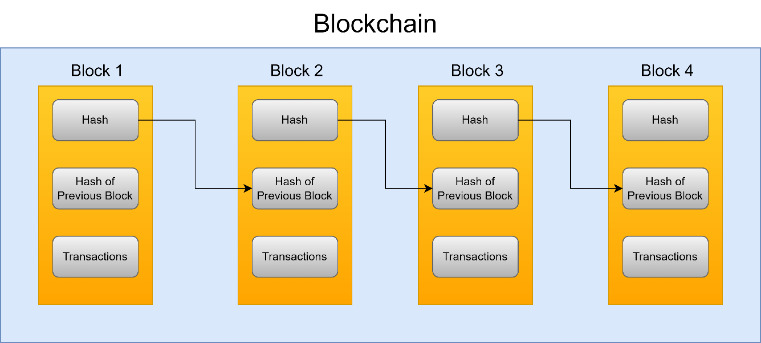 Blockchain
Block 1
Block 2
Block 3
Block 4
Hash
Hash
Hash
Hash
Hash of
Previous Block
Hash of
Previous Block
Hash of
Previous Block
Hash of
Previous Block
Transactions
Transactions
Transactions
Transactions